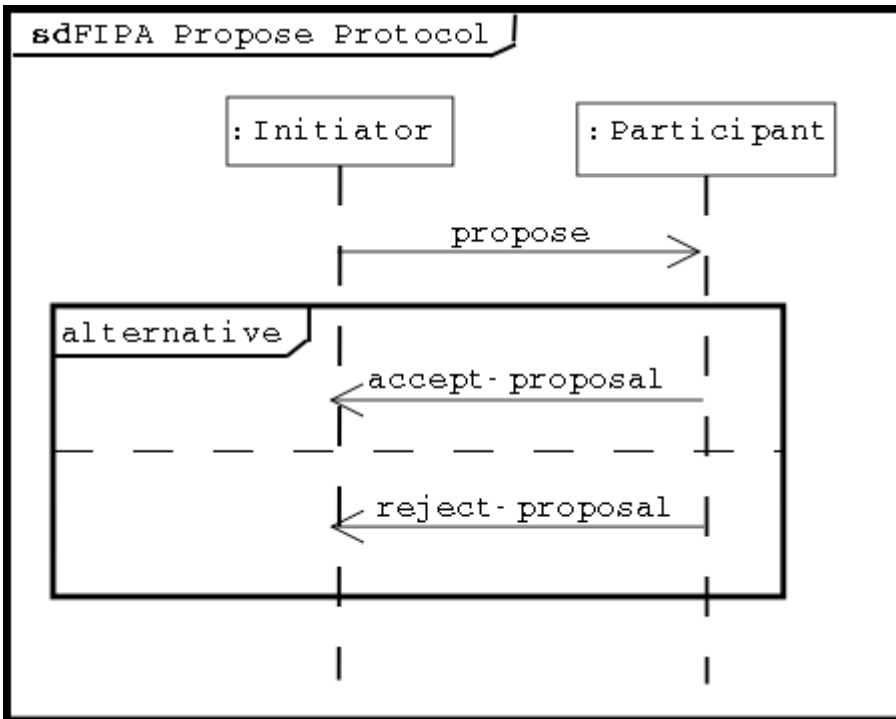 sdFIPA Propose Protocol
:Initiator
:Participant
propose
alternative
accept-proposal
reject-proposal